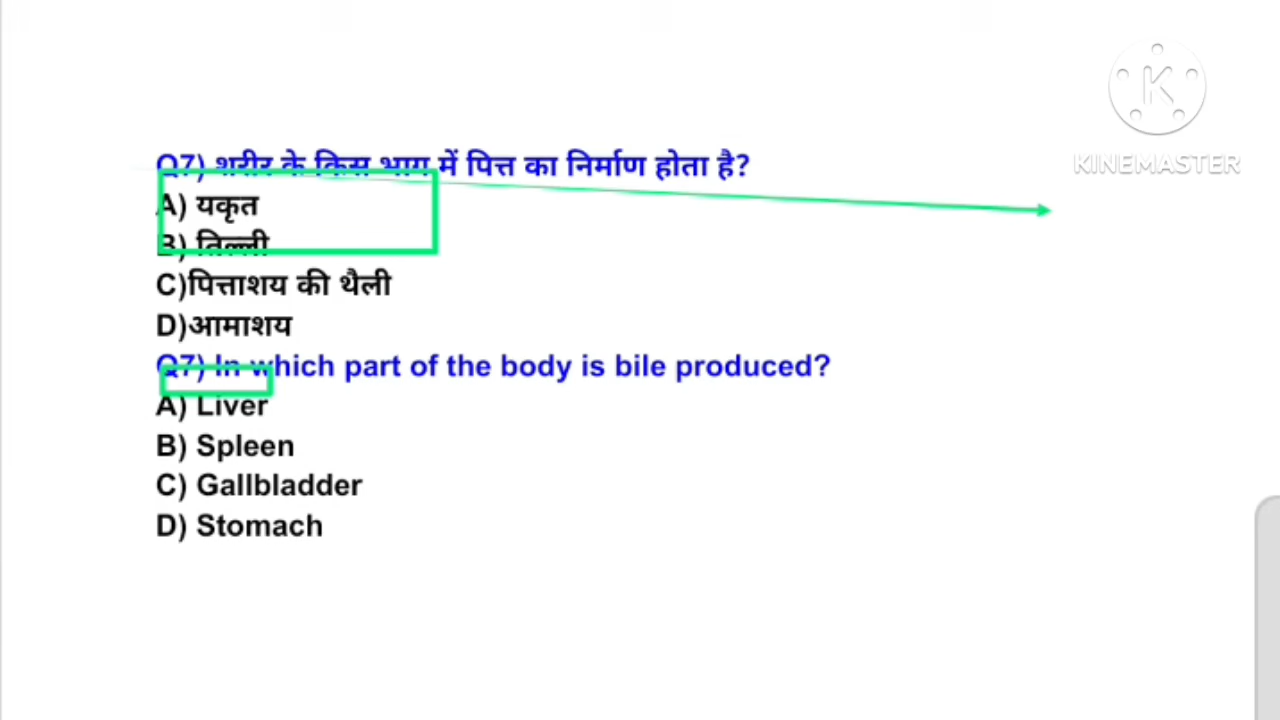 KINEMASTER
Q7) शरीर के किस भाग में पित्त का निर्माण होता है?
A) यकृत
B) तिल्ली
C)पित्ताशय की थैली
D)आमाशय
Q7) In which part of the body is bile produced?
A) Liver
B) Spleen
C) Gallbladder
D) Stomach